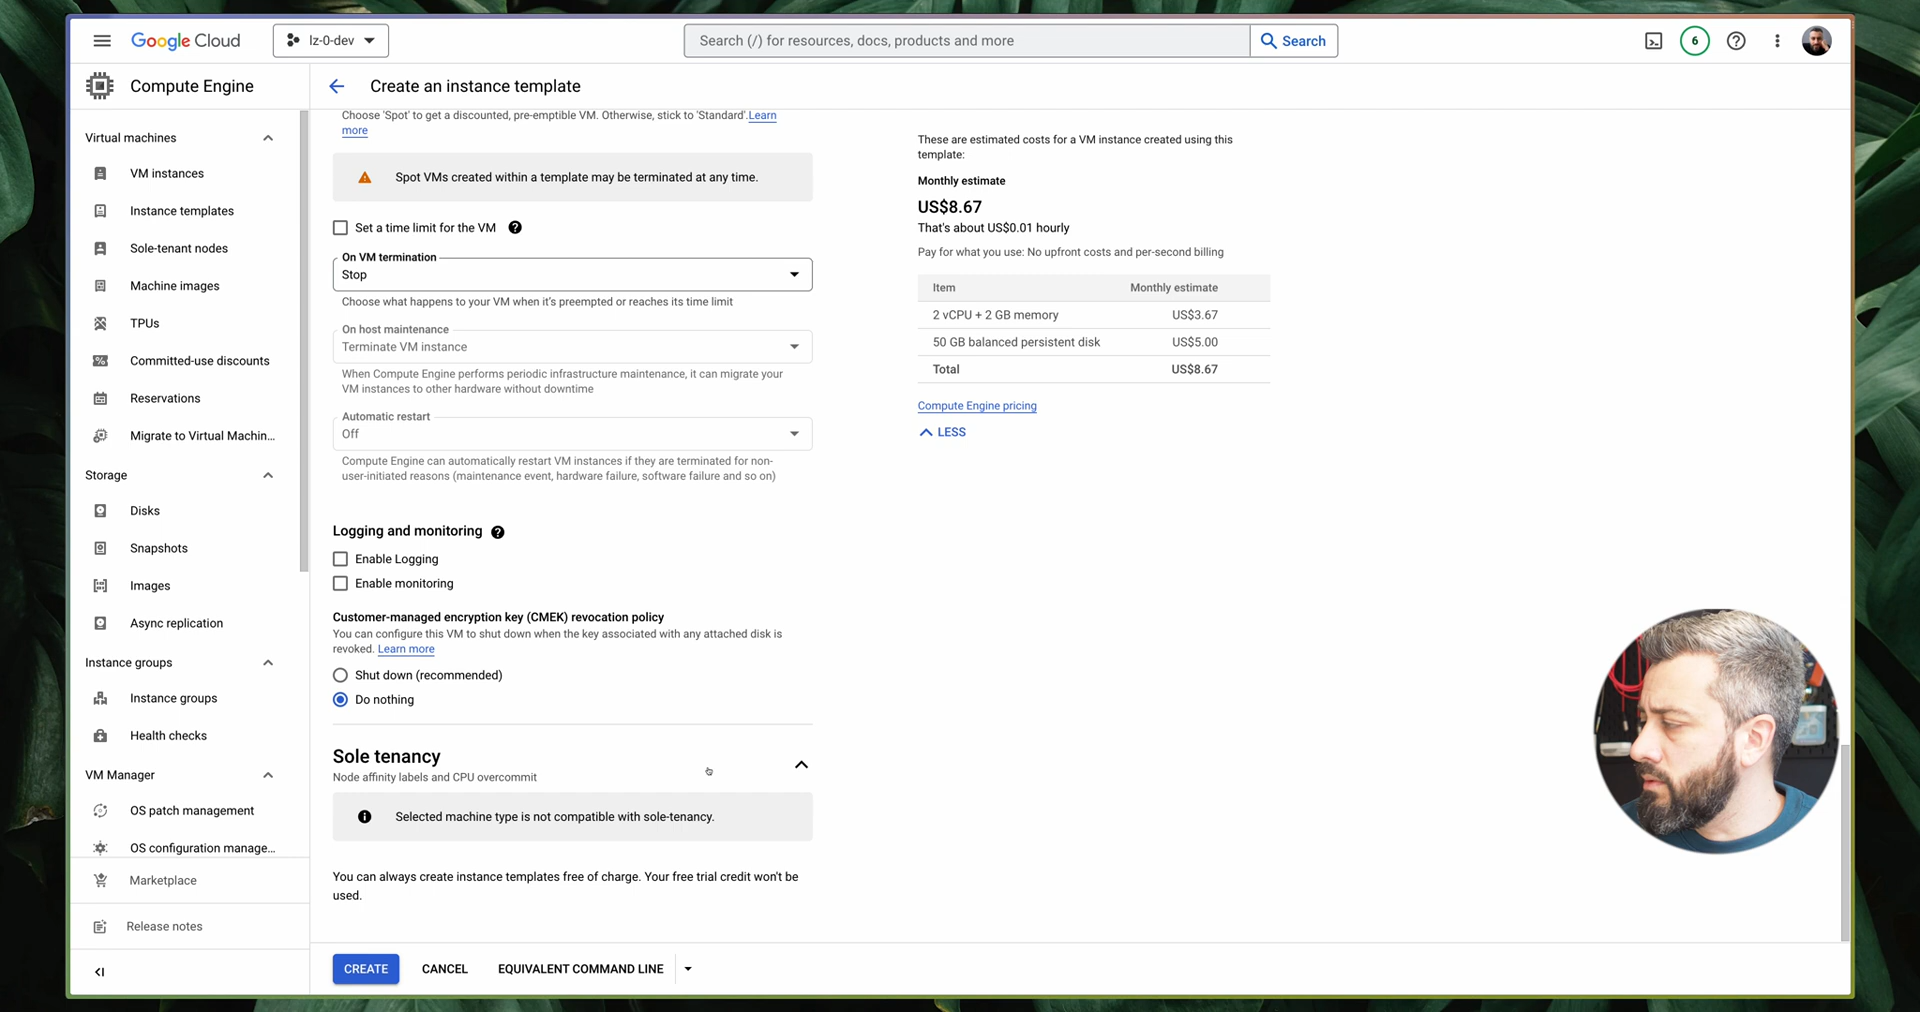 Google Cloud
lz-0-dev
Search (/) for resources, docs, products and more
Search
6
Compute Engine
Create an instance template
Virtual machines
VM instances
Instance templates
Sole-tenant nodes
Machine images
TPUs
Committed-use discounts
Reservations
Migrate to Virtual Machin...
Storage
Disks
Snapshots
Images
Async replication
Instance groups
Instance groups
Health checks
VM Manager
OS patch management
OS configuration manage...
Marketplace
Release notes
Choose 'Spot' to get a discounted, pre-emptible VM. Otherwise, stick to 'Standard'.Learn
more
Spot VMs created within a template may be terminated at any time.
Set a time limit for the VM
On VM termination
Stop
Choose what happens to your VM when it's preempted or reaches its time limit
On host maintenance
Terminate VM instance
When Compute Engine performs periodic infrastructure maintenance, it can migrate your
VM instances to other hardware without downtime
Automatic restart
Off
Compute Engine can automatically restart VM instances if they are terminated for non-
user-initiated reasons (maintenance event, hardware failure, software failure and so on)
Logging and monitoring
Enable Logging
Enable monitoring
Customer-managed encryption key (CMEK) revocation policy
You can configure this VM to shut down when the key associated with any attached disk is
revoked. Learn more
Shut down (recommended)
Do nothing
Sole tenancy
Node affinity labels and CPU overcommit
Selected machine type is not compatible with sole-tenancy.
You can always create instance templates free of charge. Your free trial credit won't be
used.
CREATE
CANCEL
EQUIVALENT COMMAND LINE
These are estimated costs for a VM instance created using this
template:
Monthly estimate
US$8.67
That's about US$0.01 hourly
Pay for what you use: No upfront costs and per-second billing
Item Monthly estimate
2 vCPU + 2 GB memory US$3.67
50 GB balanced persistent disk US$5.00
Total US$8.67
Compute Engine pricing
LESS